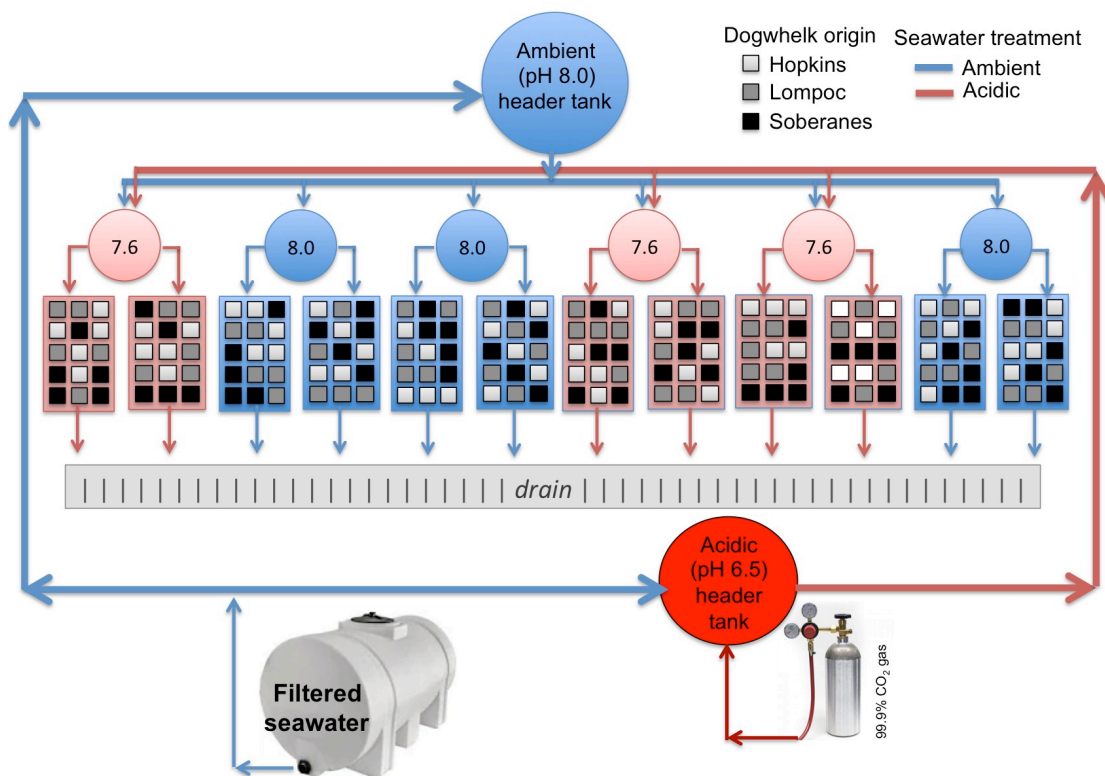 Ambient
(pH 8.0)
header tank
Dogwhelk origin
Hopkins
Lompoc
Soberanes
Seawater treatment
Ambient
Acidic
7.6
8.0
8.0
7.6
7.6
8.0
drain
Acidic
(pH 6.5)
header
tank
Filtered
seawater
99.9% CO₂ gas